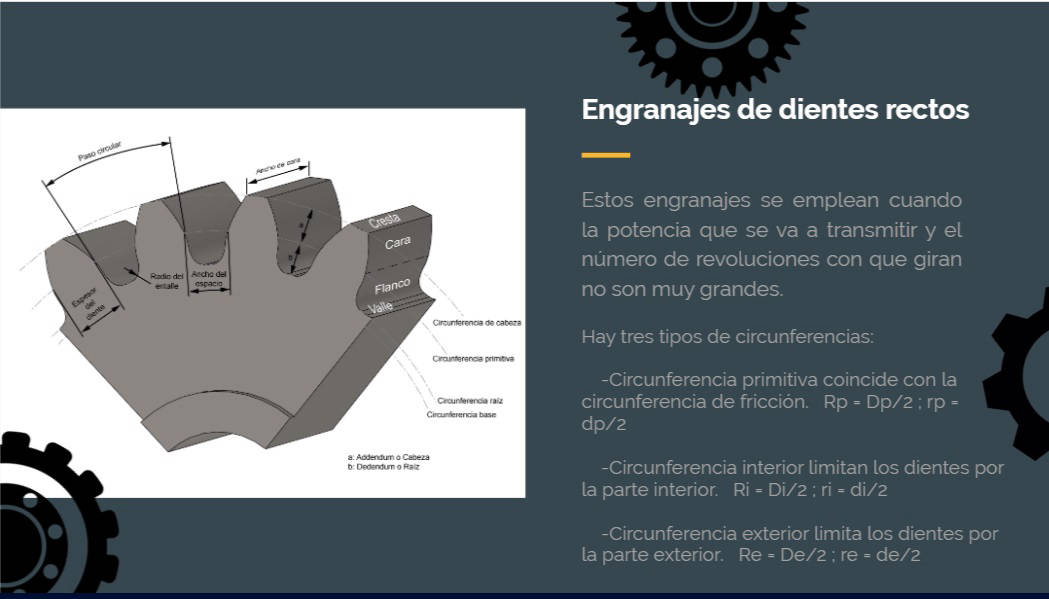 Engranajes de dientes rectos
Estos engranajes se emplean cuando
la potencia que se va a transmitir y el
número de revoluciones con que giran
no son muy grandes.
Hay tres tipos de circunferencias:
-Circunferencia primitiva coincide con la
circunferencia de fricción. Rp = Dp/2 ; rp =
dp/2
-Circunferencia interior limitan los dientes por
la parte interior. Ri = Di/2 ; ri = di/2
-Circunferencia exterior limita los dientes por
la parte exterior. Re = De/2 ; re = de/2
Paso circular
Ancho de cara
a
b
Cresta
Cara
Flanco
Valle
Radio del
entalle
Ancho del
espacio
Espesor
del
diente
Circunferencia de cabeza
Circunferencia primitiva
Circunferencia raíz
Circunferencia base
a: Addendum o Cabeza
b: Dedendum o Raíz